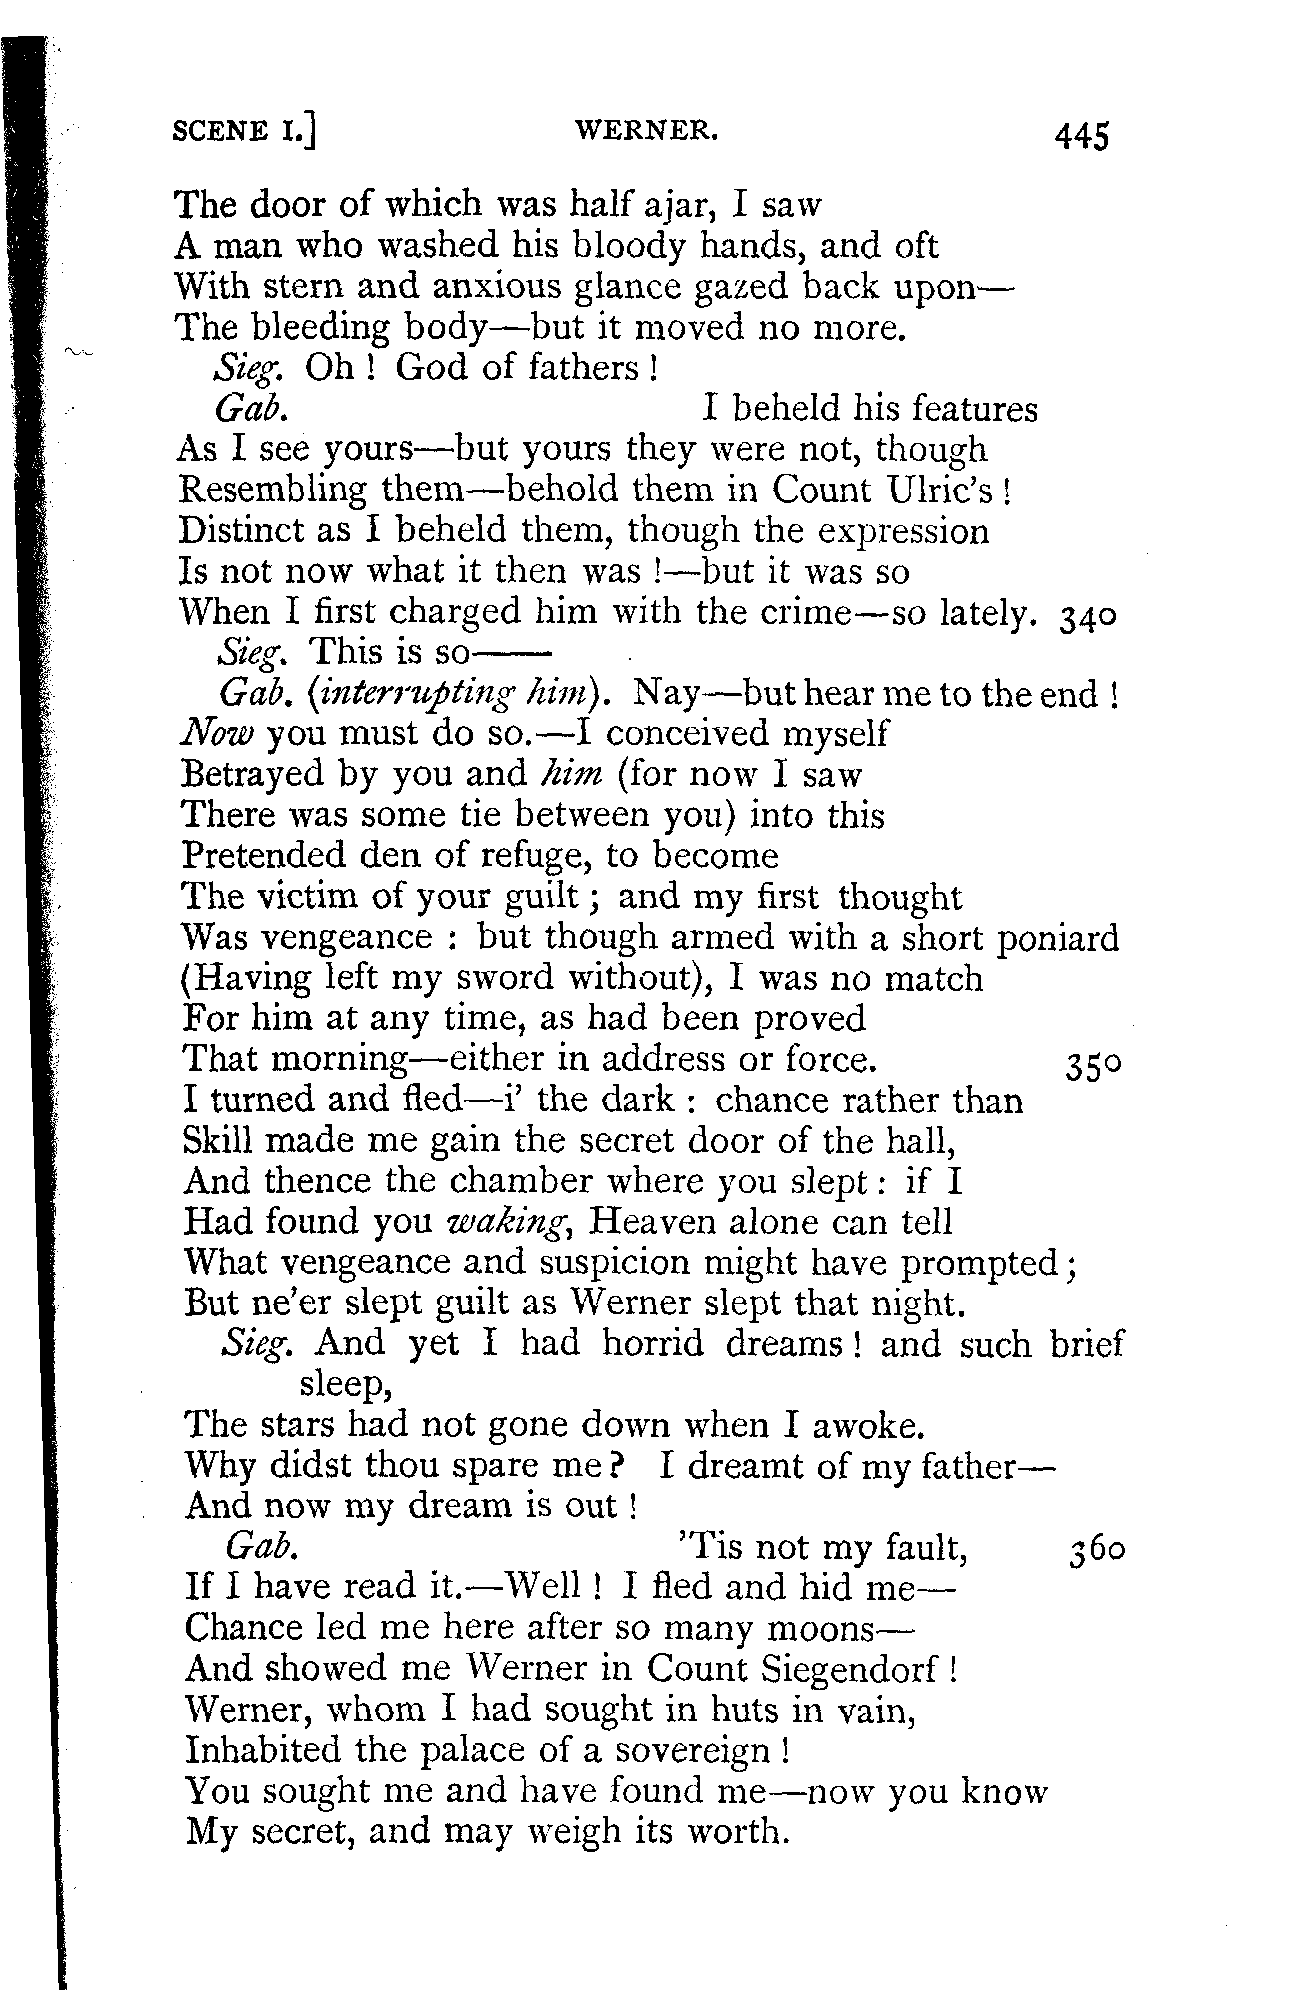 SCENE I.] WERNER. 445
The door of which was half ajar, I saw
A man who washed his bloody hands, and oft
With stern and anxious glance gazed back upon—
The bleeding body—but it moved no more.
Sieg. Oh ! God of fathers !
Gab. I beheld his features
As I see yours—but yours they were not, though
Resembling them—behold them in Count Ulric's !
Distinct as I beheld them, though the expression
Is not now what it then was !—but it was so
When I first charged him with the crime—so lately. 340
Sieg. This is so——
Gab. (interrupting him). Nay—but hear me to the end !
Now you must do so.—I conceived myself
Betrayed by you and him (for now I saw
There was some tie between you) into this
Pretended den of refuge, to become
The victim of your guilt ; and my first thought
Was vengeance : but though armed with a short poniard
(Having left my sword without), I was no match
For him at any time, as had been proved
That morning—either in address or force. 350
I turned and fled—i' the dark : chance rather than
Skill made me gain the secret door of the hall,
And thence the chamber where you slept : if I
Had found you waking, Heaven alone can tell
What vengeance and suspicion might have prompted ;
But ne'er slept guilt as Werner slept that night.
Sieg. And yet I had horrid dreams ! and such brief
sleep,
The stars had not gone down when I awoke.
Why didst thou spare me ? I dreamt of my father—
And now my dream is out !
Gab. 'Tis not my fault, 360
If I have read it.—Well ! I fled and hid me—
Chance led me here after so many moons—
And showed me Werner in Count Siegendorf !
Werner, whom I had sought in huts in vain,
Inhabited the palace of a sovereign !
You sought me and have found me—now you know
My secret, and may weigh its worth.